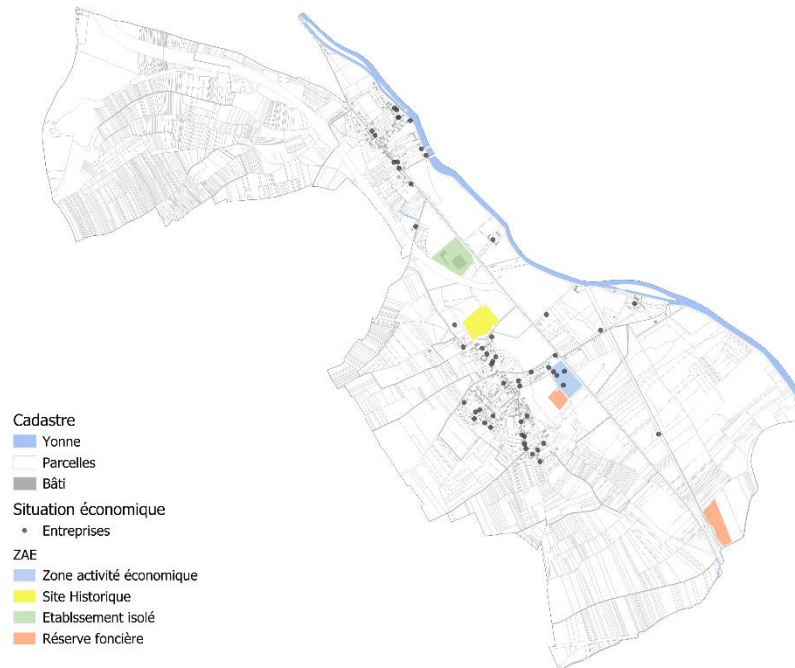 Cadastre
Yonne
Parcelles
Bâti
Situation économique
Entreprises
ZAE
Zone activité économique
Site Historique
Etablssement isolé
Réserve foncière